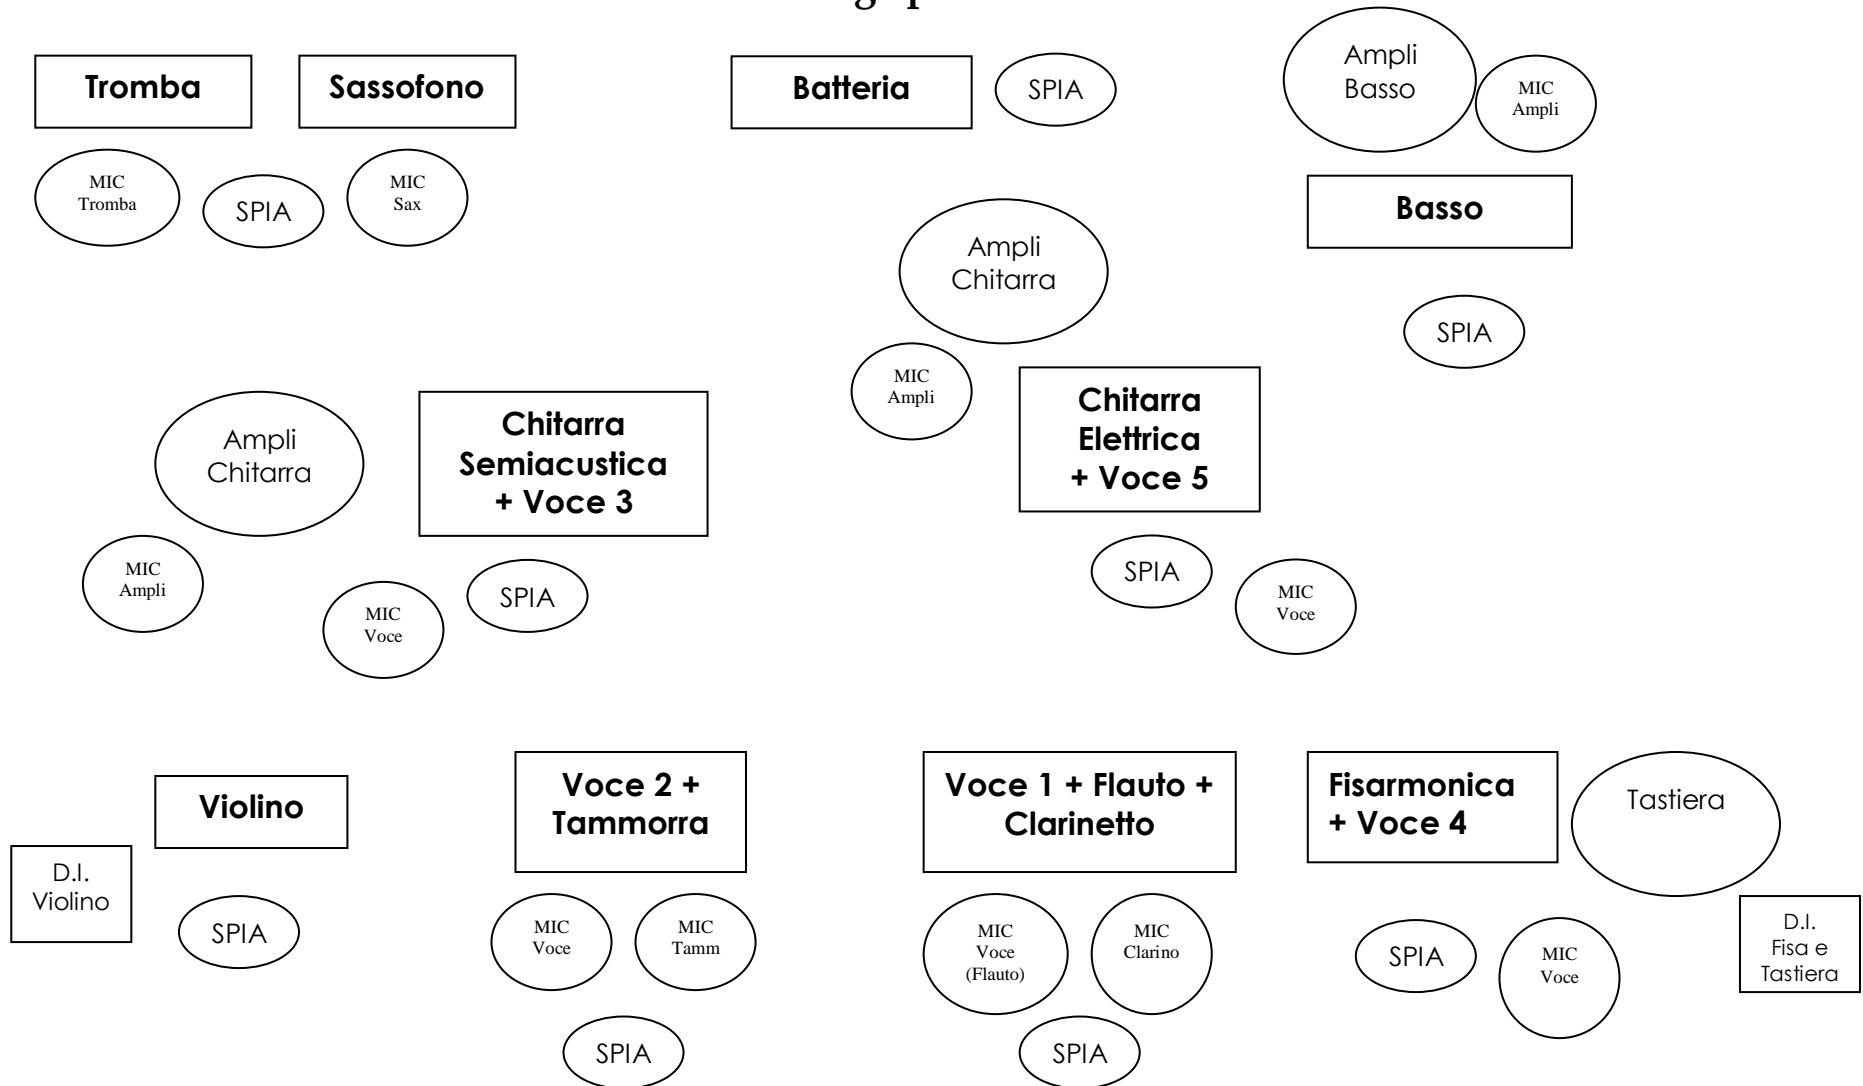 Tromba
Sassofono
Batteria
SPIA
Ampli
Basso
MIC
Ampli
MIC
Tromba
SPIA
MIC
Sax
Basso
Ampli
Chitarra
SPIA
MIC
Ampli
Chitarra
Elettrica
+ Voce 5
Ampli
Chitarra
Chitarra
Semiacustica
+ Voce 3
MIC
Ampli
MIC
Voce
SPIA
SPIA
MIC
Voce
Violino
Voce 2 +
Tammorra
Voce 1 + Flauto +
Clarinetto
Fisarmonica
+ Voce 4
Tastiera
D.I.
Violino
SPIA
MIC
Voce
MIC
Tamm
MIC
Voce
(Flauto)
MIC
Clarino
SPIA
MIC
Voce
D.I.
Fisa e
Tastiera
SPIA
SPIA